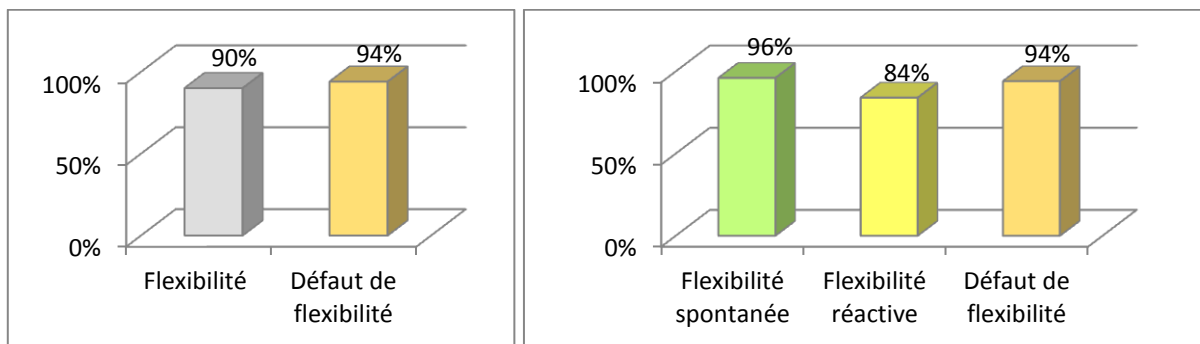 90%
94%
100%
50%
0%
Flexibilité
Défaut de
flexibilité
96%
84%
94%
100%
50%
0%
Flexibilité
spontanée
Flexibilité
réactive
Défaut de
flexibilité